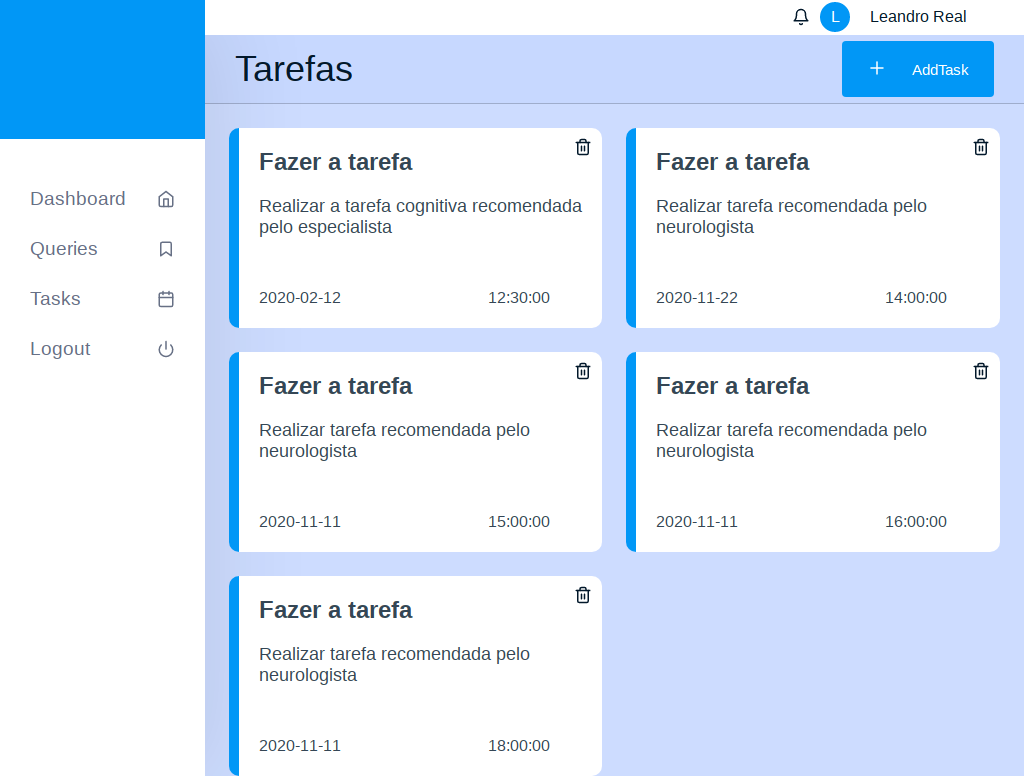 L Leandro Real
Tarefas
AddTask
Dashboard
Queries
Tasks
Logout
Fazer a tarefa
Realizar a tarefa cognitiva recomendada
pelo especialista
2020-02-12 12:30:00
Fazer a tarefa
Realizar tarefa recomendada pelo
neurologista
2020-11-22 14:00:00
Fazer a tarefa
Realizar tarefa recomendada pelo
neurologista
2020-11-11 15:00:00
Fazer a tarefa
Realizar tarefa recomendada pelo
neurologista
2020-11-11 16:00:00
Fazer a tarefa
Realizar tarefa recomendada pelo
neurologista
2020-11-11 18:00:00